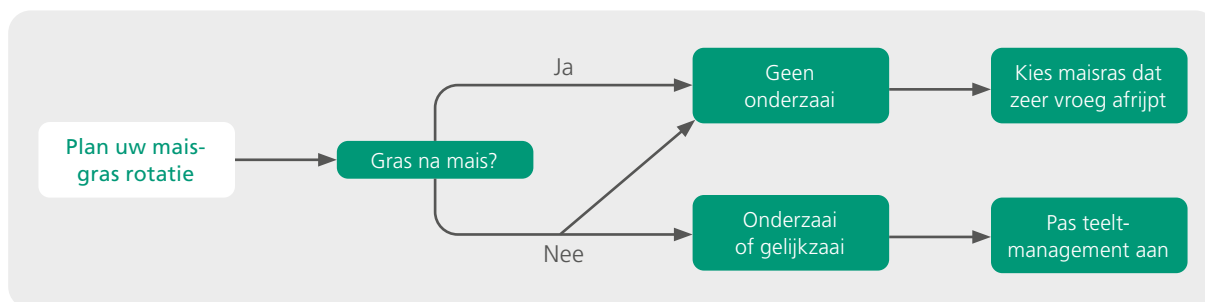 Plan uw mais-
gras rotatie
Gras na mais?
Ja
Geen
onderzaai
Kies maisras dat
zeer vroeg afrijpt
Nee
Onderzaai
of gelijkzaai
Pas teelt-
management aan